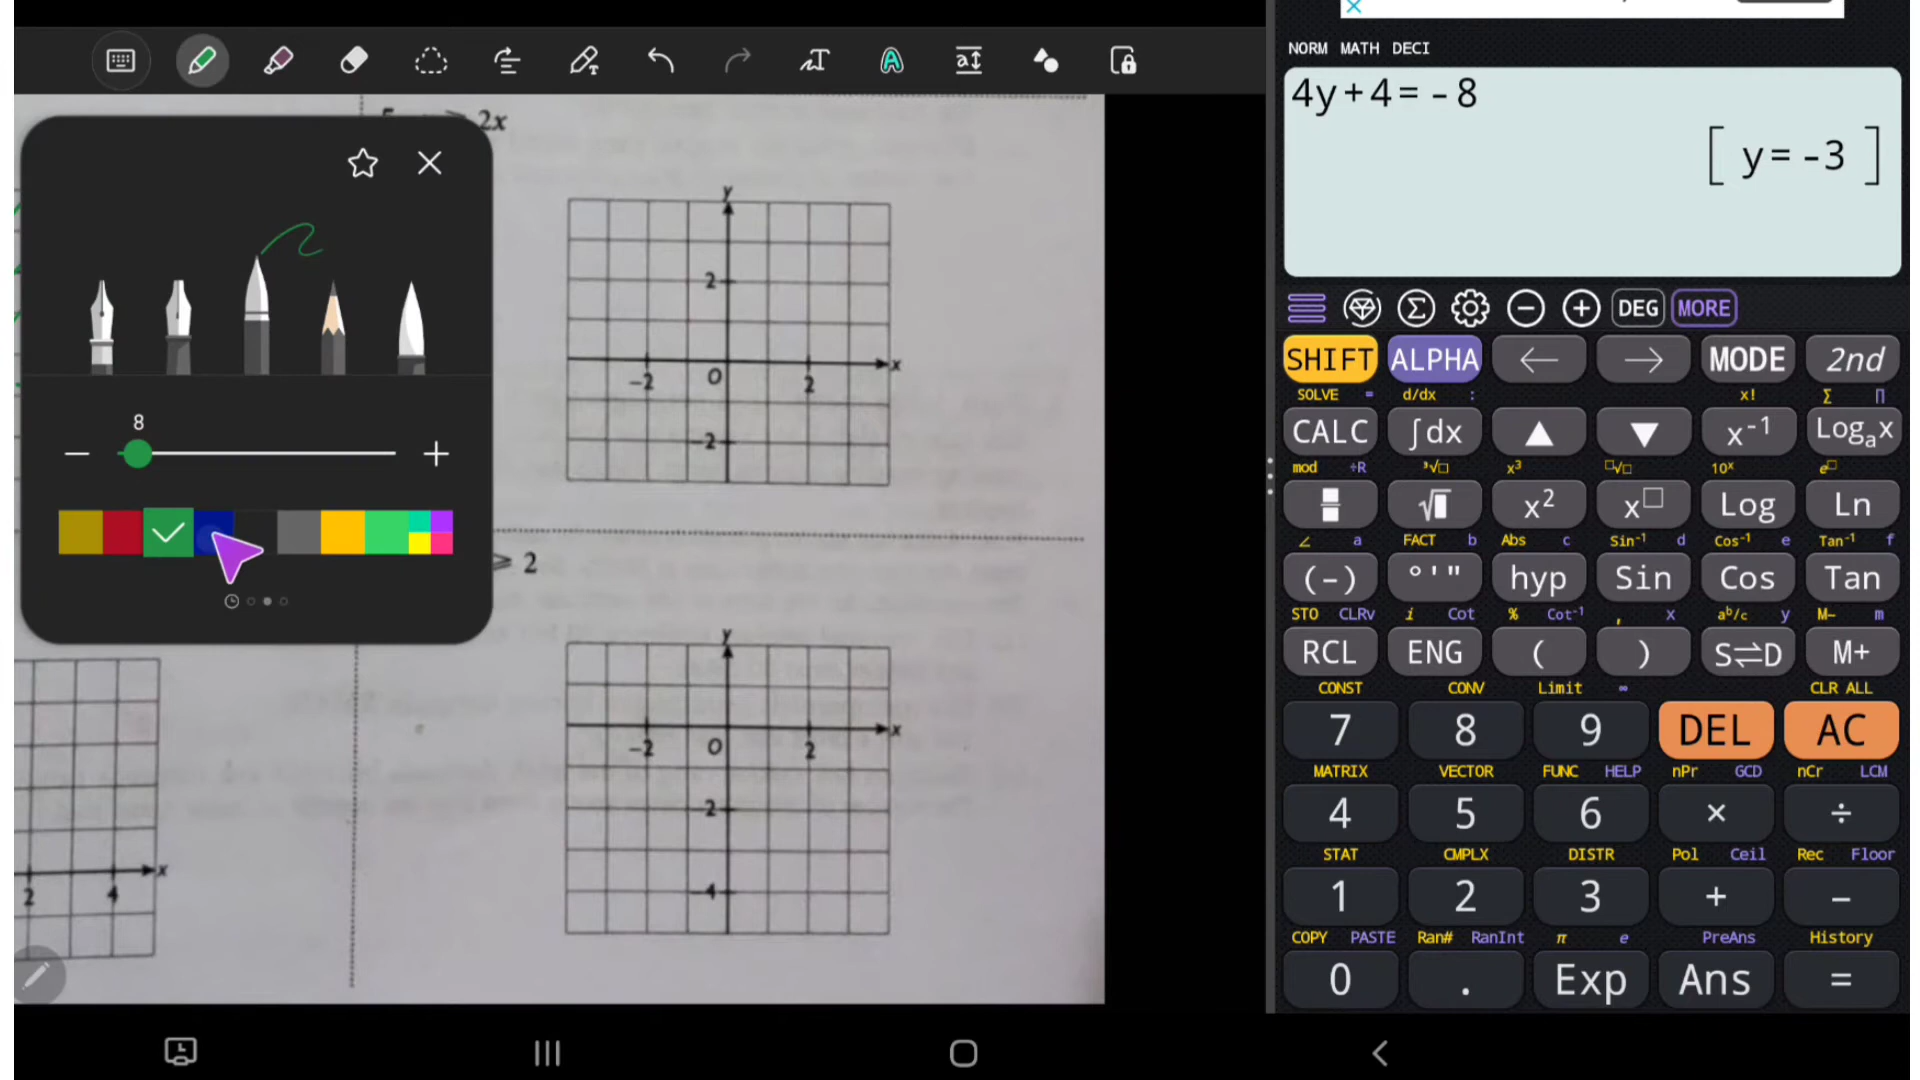 2x
y
2
-2 O 2 x
-2
8
⩾ 2
y
-2 O 2 x
-2
-4
x
2 4
NORM MATH DECI
4y+4=-8
[ y=-3 ]
DEG MORE
SHIFT ALPHA ← → MODE 2nd
SOLVE = d/dx : x! Σ ∏
CALC ∫dx ▲ ▼ x⁻¹ Logₐx
mod ÷R ³√□ x³ □√□ 10ˣ e□
√ x² x□ Log Ln
∠ a FACT b Abs c Sin⁻¹ d Cos⁻¹ e Tan⁻¹ f
(−) °'" hyp Sin Cos Tan
STO CLRv i Cot % Cot⁻¹ , x aᵇ/c y M− m
RCL ENG ( ) S⇌D M+
CONST CONV Limit ∞ CLR ALL
7 8 9 DEL AC
MATRIX VECTOR FUNC HELP nPr GCD nCr LCM
4 5 6 × ÷
STAT CMPLX DISTR Pol Ceil Rec Floor
1 2 3 + −
COPY PASTE Ran# RanInt π e PreAns History
0 . Exp Ans =